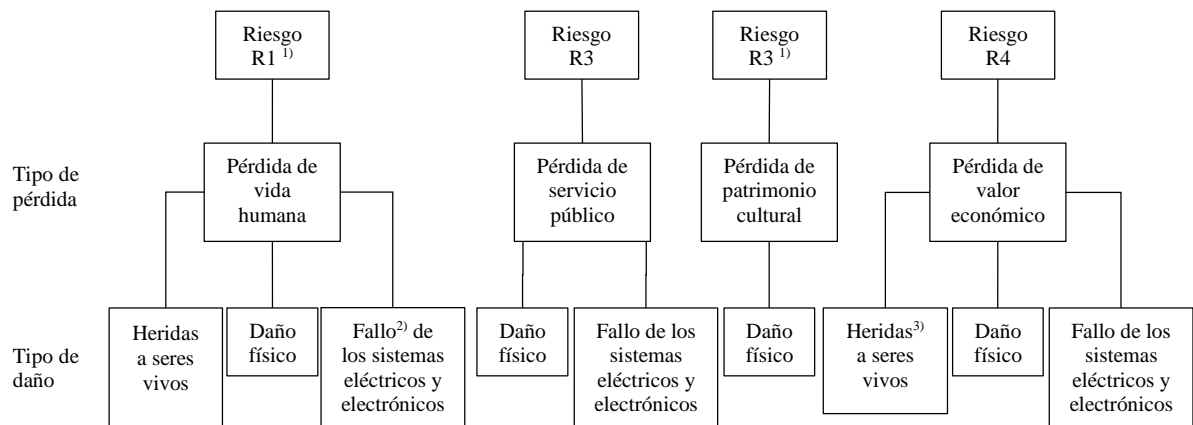 Riesgo
R1 1)
Riesgo
R3
Riesgo
R3 1)
Riesgo
R4
Tipo de
pérdida
Pérdida de
vida
humana
Pérdida de
servicio
público
Pérdida de
patrimonio
cultural
Pérdida de
valor
económico
Tipo de
daño
Heridas
a seres
vivos
Daño
físico
Fallo2) de
los sistemas
eléctricos y
electrónicos
Daño
físico
Fallo de los
sistemas
eléctricos y
electrónicos
Daño
físico
Heridas3)
a seres
vivos
Daño
físico
Fallo de los
sistemas
eléctricos y
electrónicos